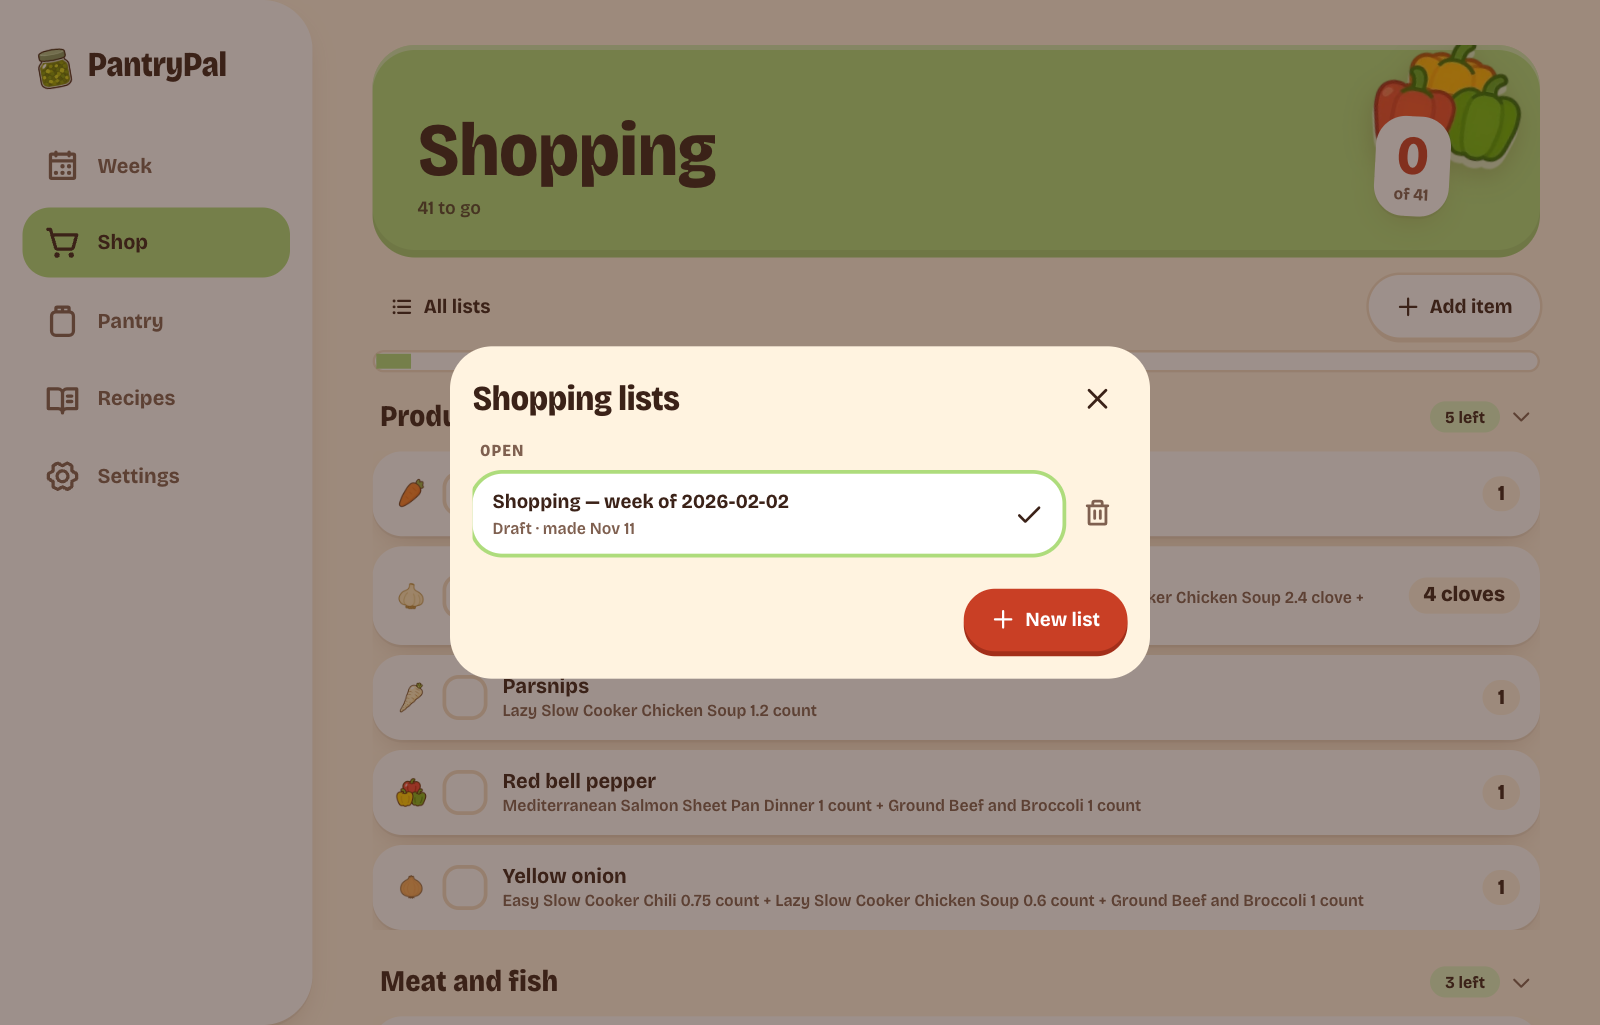 PantryPal
Week
Shop
Pantry
Recipes
Settings
Shopping
41 to go
0
of 41
All lists
Add item
Shopping lists
OPEN
Shopping — week of 2026-02-02
Draft · made Nov 11
New list
Produ
5 left
1
ker Chicken Soup 2.4 clove +
4 cloves
Parsnips
Lazy Slow Cooker Chicken Soup 1.2 count
1
Red bell pepper
Mediterranean Salmon Sheet Pan Dinner 1 count + Ground Beef and Broccoli 1 count
1
Yellow onion
Easy Slow Cooker Chili 0.75 count + Lazy Slow Cooker Chicken Soup 0.6 count + Ground Beef and Broccoli 1 count
1
Meat and fish
3 left